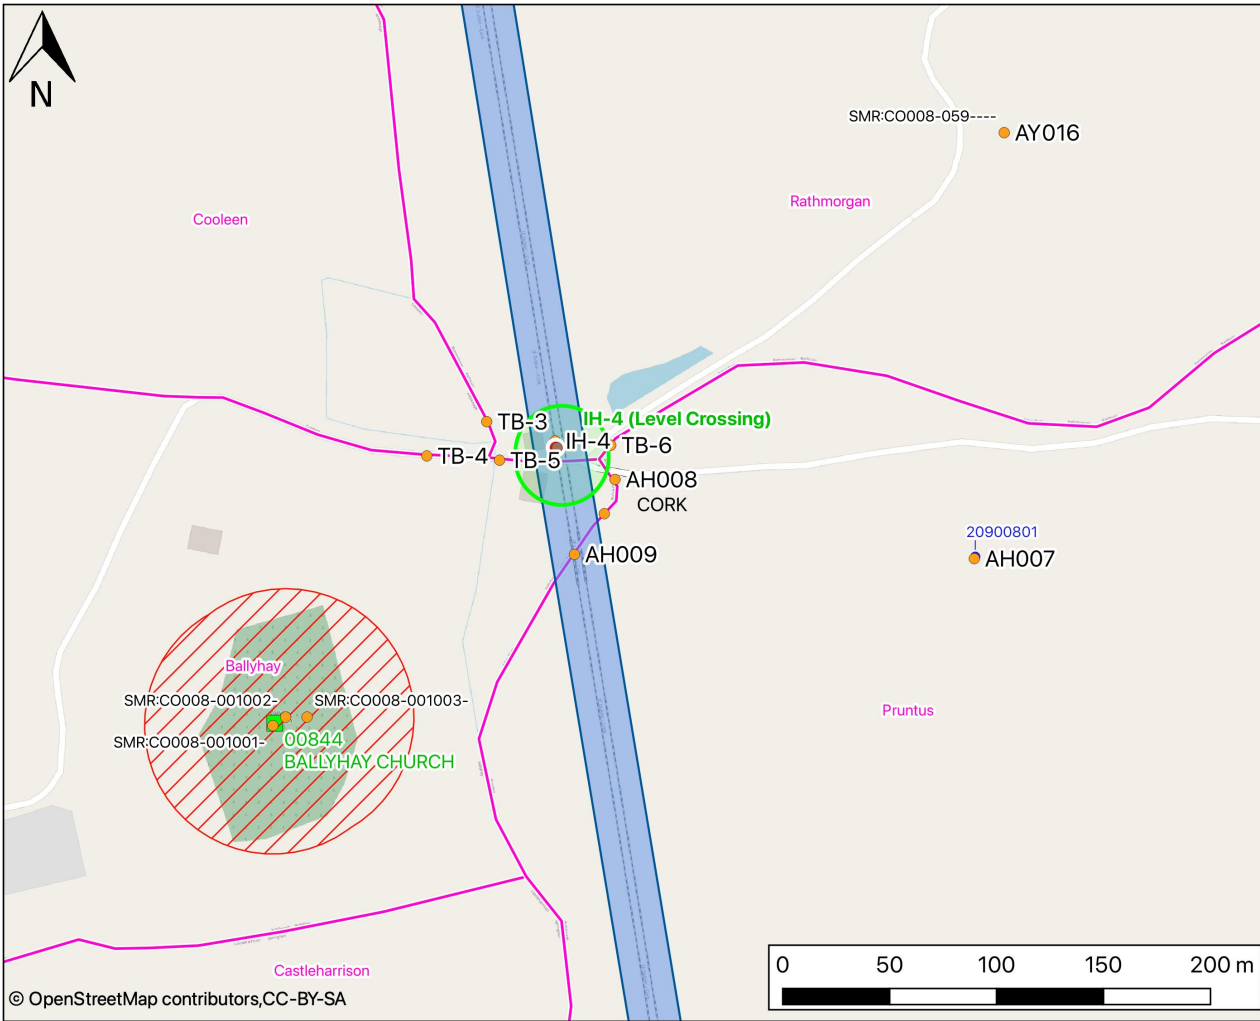 N
SMR:CO008-059----
AY016
Rathmorgan
Cooleen
IH-4 (Level Crossing)
TB-3
IH-4
TB-6
TB-4
TB-5
AH008
CORK
20900801
AH007
AH009
Ballyhay
SMR:CO008-001002-
SMR:CO008-001003-
Pruntus
SMR:CO008-001001-
00844
BALLYHAY CHURCH
Castleharrison
0 50 100 150 200 m
© OpenStreetMap contributors,CC-BY-SA